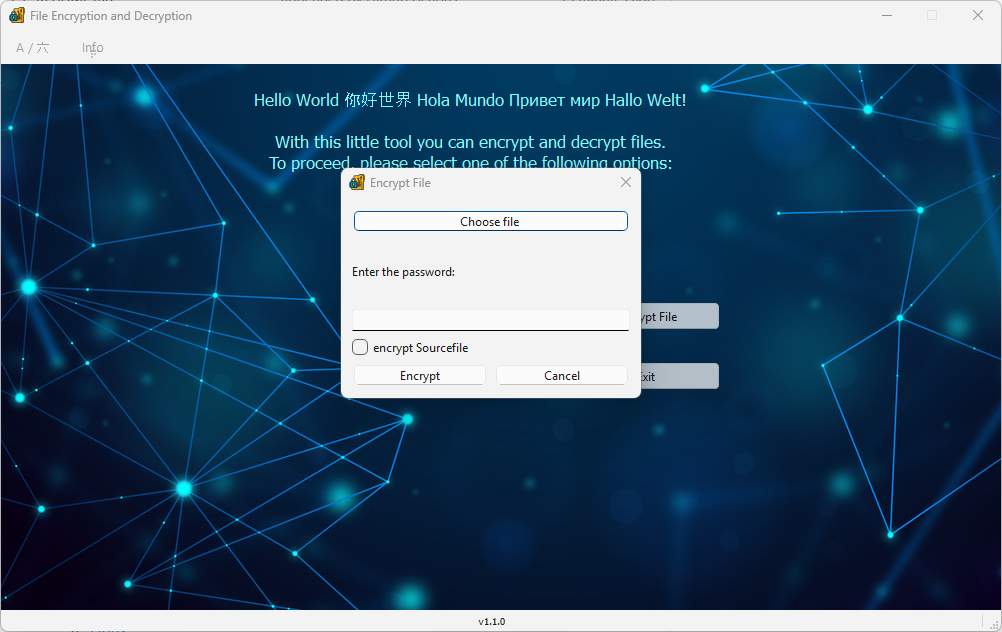 File Encryption and Decryption
A / 六
Info
Hello World 你好世界 Hola Mundo Привет мир Hallo Welt!
With this little tool you can encrypt and decrypt files.
To proceed, please select one of the following options:
Encrypt File
Choose file
Enter the password:
ypt File
encrypt Sourcefile
Encrypt
Cancel
Exit
v1.1.0